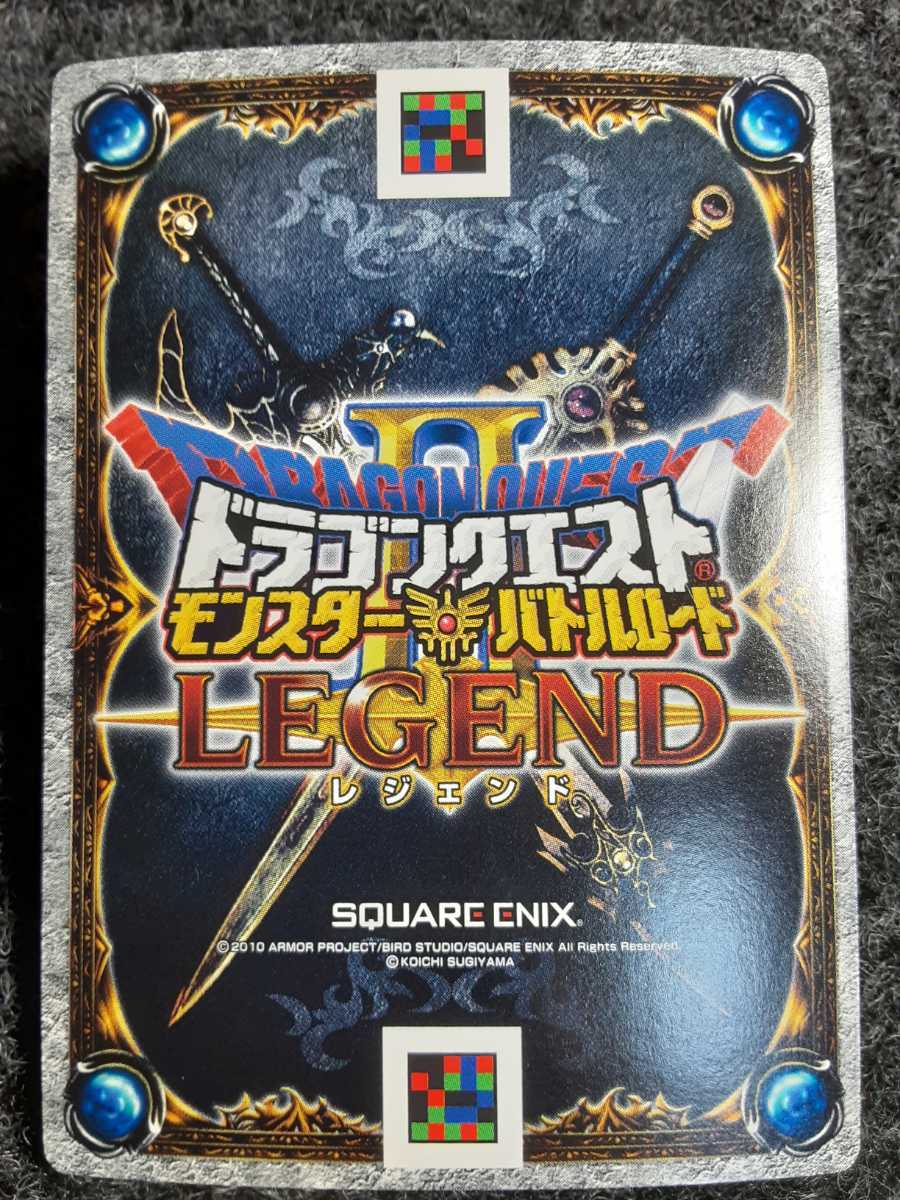 II
DRAGON QUEST
ドラゴンクエスト®
モンスター バトルロード
LEGEND
レジェンド
SQUARE ENIX®
©2010 ARMOR PROJECT/BIRD STUDIO/SQUARE ENIX All Rights Reserved.
©KOICHI SUGIYAMA